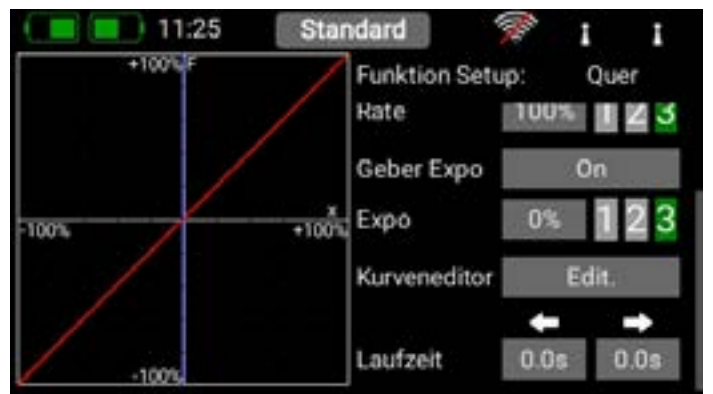 11:25 Standard
+100% F
-100%
x
+100%
-100%
Funktion Setup: Quer
Rate 100% 1 2 3
Geber Expo On
Expo 0% 1 2 3
Kurveneditor Edit.
Laufzeit 0.0s 0.0s